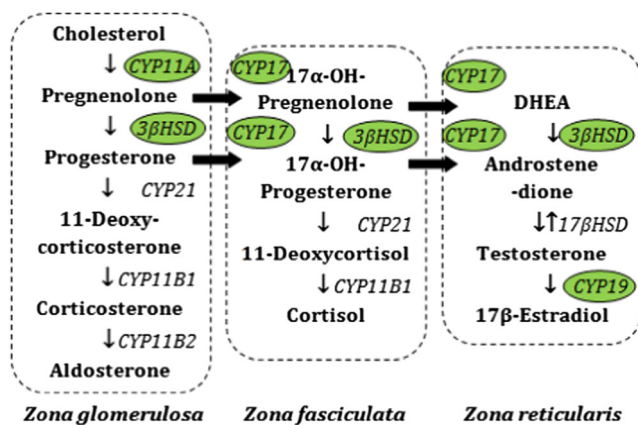 Cholesterol
↓ CYP11A
Pregnenolone
↓ 3βHSD
Progesterone
↓ CYP21
11-Deoxy-
corticosterone
↓ CYP11B1
Corticosterone
↓ CYP11B2
Aldosterone
Zona glomerulosa
CYP17
17α-OH-
Pregnenolone
CYP17
↓ 3βHSD
17α-OH-
Progesterone
↓ CYP21
11-Deoxycortisol
↓ CYP11B1
Cortisol
Zona fasciculata
CYP17
DHEA
CYP17
↓ 3βHSD
Androstene
-dione
↓↑ 17βHSD
Testosterone
↓ CYP19
17β-Estradiol
Zona reticularis